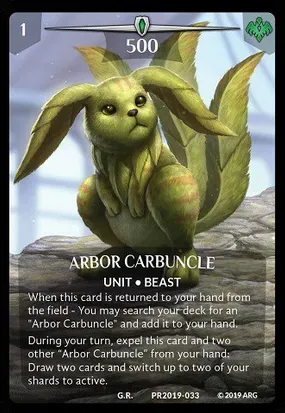 1
500
ARBOR CARBUNCLE
UNIT • BEAST
When this card is returned to your hand from
the field - You may search your deck for an
"Arbor Carbuncle" and add it to your hand.
During your turn, expel this card and two
other "Arbor Carbuncle" from your hand:
Draw two cards and switch up to two of your
shards to active.
G.R. PR2019-033 ©2019 ARG